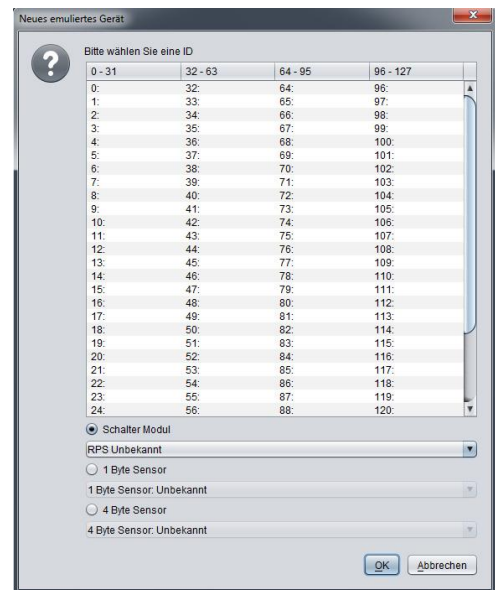 Neues emuliertes Gerät
Bitte wählen Sie eine ID
0 - 31 32 - 63 64 - 95 96 - 127
0: 32: 64: 96:
1: 33: 65: 97:
2: 34: 66: 98:
3: 35: 67: 99:
4: 36: 68: 100:
5: 37: 69: 101:
6: 38: 70: 102:
7: 39: 71: 103:
8: 40: 72: 104:
9: 41: 73: 105:
10: 42: 74: 106:
11: 43: 75: 107:
12: 44: 76: 108:
13: 45: 77: 109:
14: 46: 78: 110:
15: 47: 79: 111:
16: 48: 80: 112:
17: 49: 81: 113:
18: 50: 82: 114:
19: 51: 83: 115:
20: 52: 84: 116:
21: 53: 85: 117:
22: 54: 86: 118:
23: 55: 87: 119:
24: 56: 88: 120:
Schalter Modul
RPS Unbekannt
1 Byte Sensor
1 Byte Sensor: Unbekannt
4 Byte Sensor
4 Byte Sensor: Unbekannt
OK Abbrechen